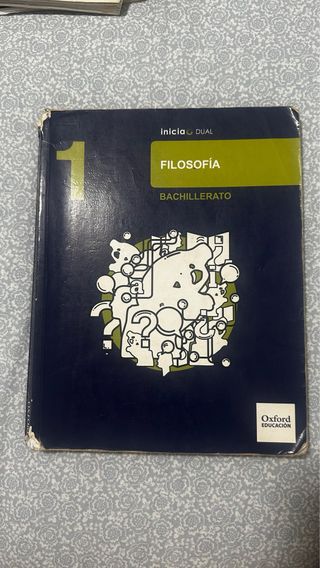 inicia DUAL
1
FILOSOFÍA
BACHILLERATO
Oxford
EDUCACIÓN